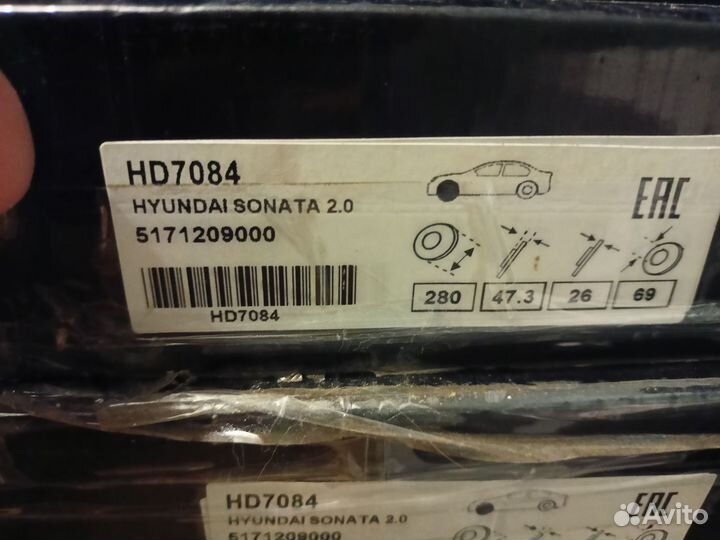 HD7084
HYUNDAI SONATA 2.0
5171209000
EAC
280 47.3 26 69
HD7084
HD7084
HYUNDAI SONATA 2.0
5171209000
EAC
Avito